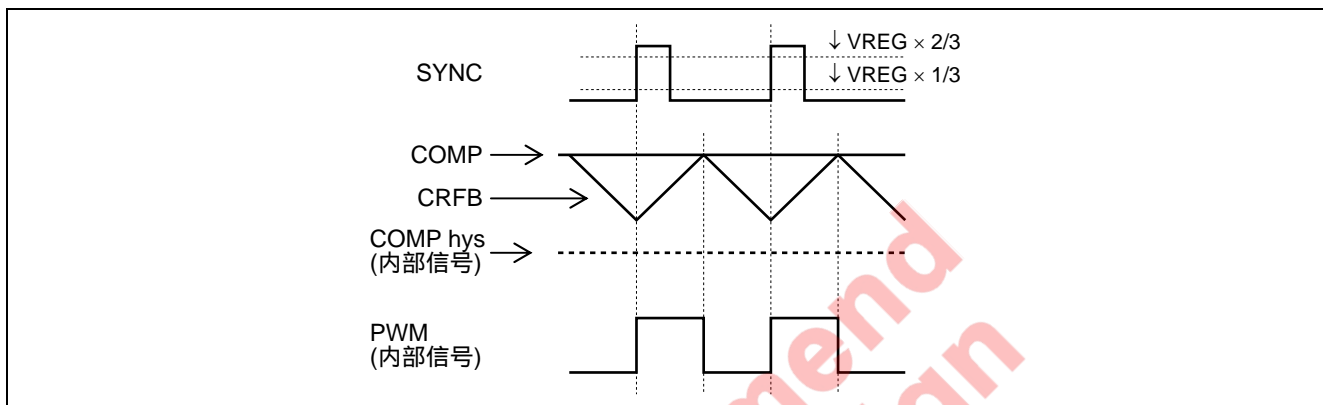 ↓ VREG × 2/3
SYNC
↓ VREG × 1/3
COMP
CRFB
COMP hys
(内部信号)
PWM
(内部信号)